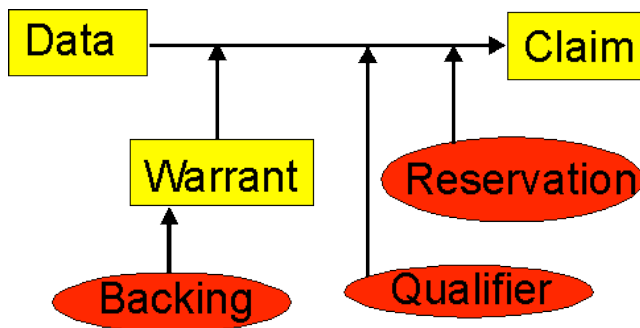 Data
Claim
Warrant
Reservation
Backing
Qualifier